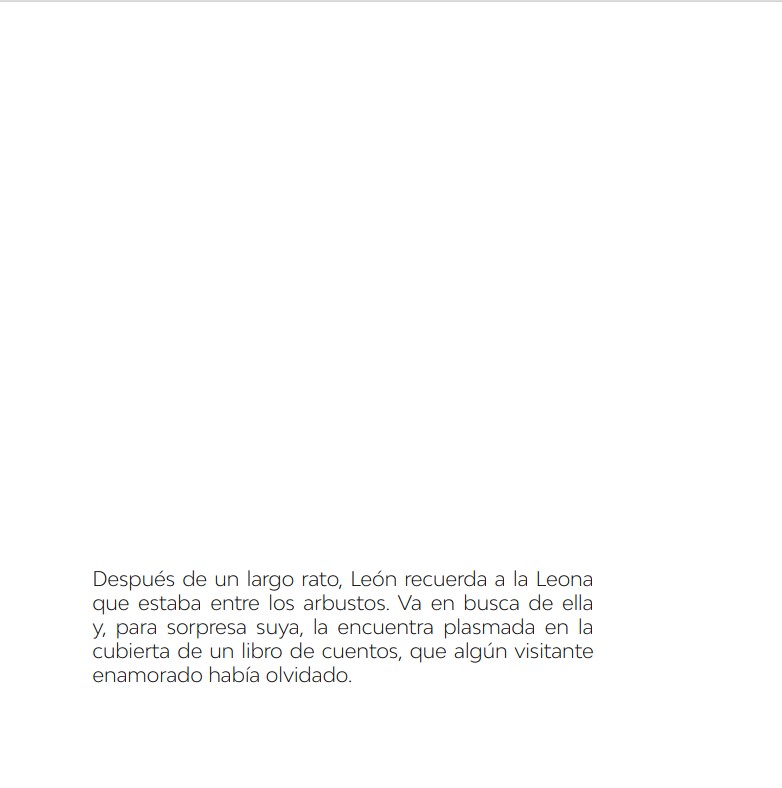 Después de un largo rato, León recuerda a la Leona
que estaba entre los arbustos. Va en busca de ella
y, para sorpresa suya, la encuentra plasmada en la
cubierta de un libro de cuentos, que algún visitante
enamorado había olvidado.